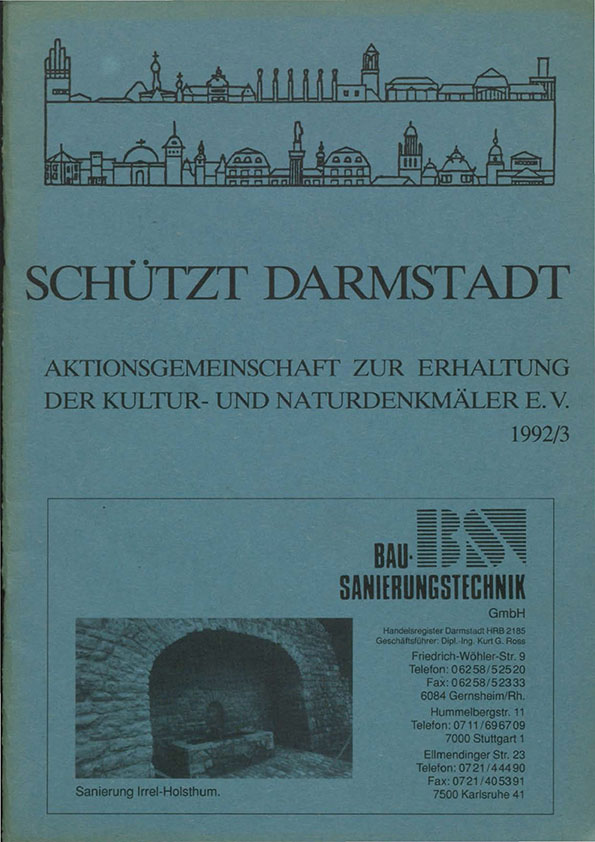 SCHÜTZT DARMSTADT
AKTIONSGEMEINSCHAFT ZUR ERHALTUNG
DER KULTUR- UND NATURDENKMÄLER E.V.
1992/3
BST
BAU-
SANIERUNGSTECHNIK
GmbH
Handelsregister Darmstadt HRB 2185
Geschäftsführer: Dipl.-Ing. Kurt G. Ross
Friedrich-Wöhler-Str. 9
Telefon: 06258/52520
Fax: 06258/52333
6084 Gernsheim/Rh.
Hummelbergstr. 11
Telefon: 0711/696709
7000 Stuttgart 1
Ellmendinger Str. 23
Telefon: 0721/44490
Fax: 0721/405391
7500 Karlsruhe 41
Sanierung Irrel-Holsthum.